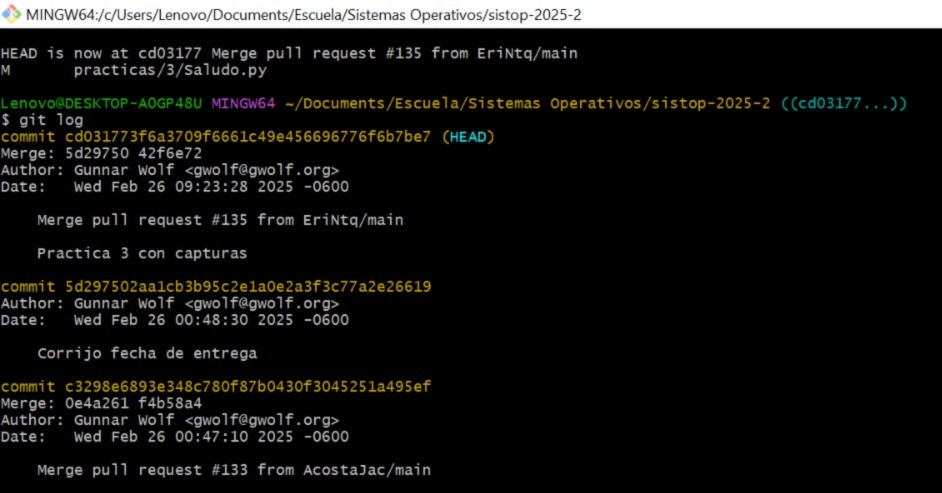 MINGW64:/c/Users/Lenovo/Documents/Escuela/Sistemas Operativos/sistop-2025-2
HEAD is now at cd03177 Merge pull request #135 from EriNtq/main
M       practicas/3/Saludo.py
Lenovo@DESKTOP-A0GP48U MINGW64 ~/Documents/Escuela/Sistemas Operativos/sistop-2025-2 ((cd03177...))
$ git log
commit cd031773f6a3709f6661c49e456696776f6b7be7 (HEAD)
Merge: 5d29750 42f6e72
Author: Gunnar Wolf <gwolf@gwolf.org>
Date:   Wed Feb 26 09:23:28 2025 -0600
    Merge pull request #135 from EriNtq/main
    Practica 3 con capturas
commit 5d297502aa1cb3b95c2e1a0e2a3f3c77a2e26619
Author: Gunnar Wolf <gwolf@gwolf.org>
Date:   Wed Feb 26 00:48:30 2025 -0600
    Corrijo fecha de entrega
commit c3298e6893e348c780f87b0430f3045251a495ef
Merge: 0e4a261 f4b58a4
Author: Gunnar Wolf <gwolf@gwolf.org>
Date:   Wed Feb 26 00:47:10 2025 -0600
    Merge pull request #133 from AcostaJac/main